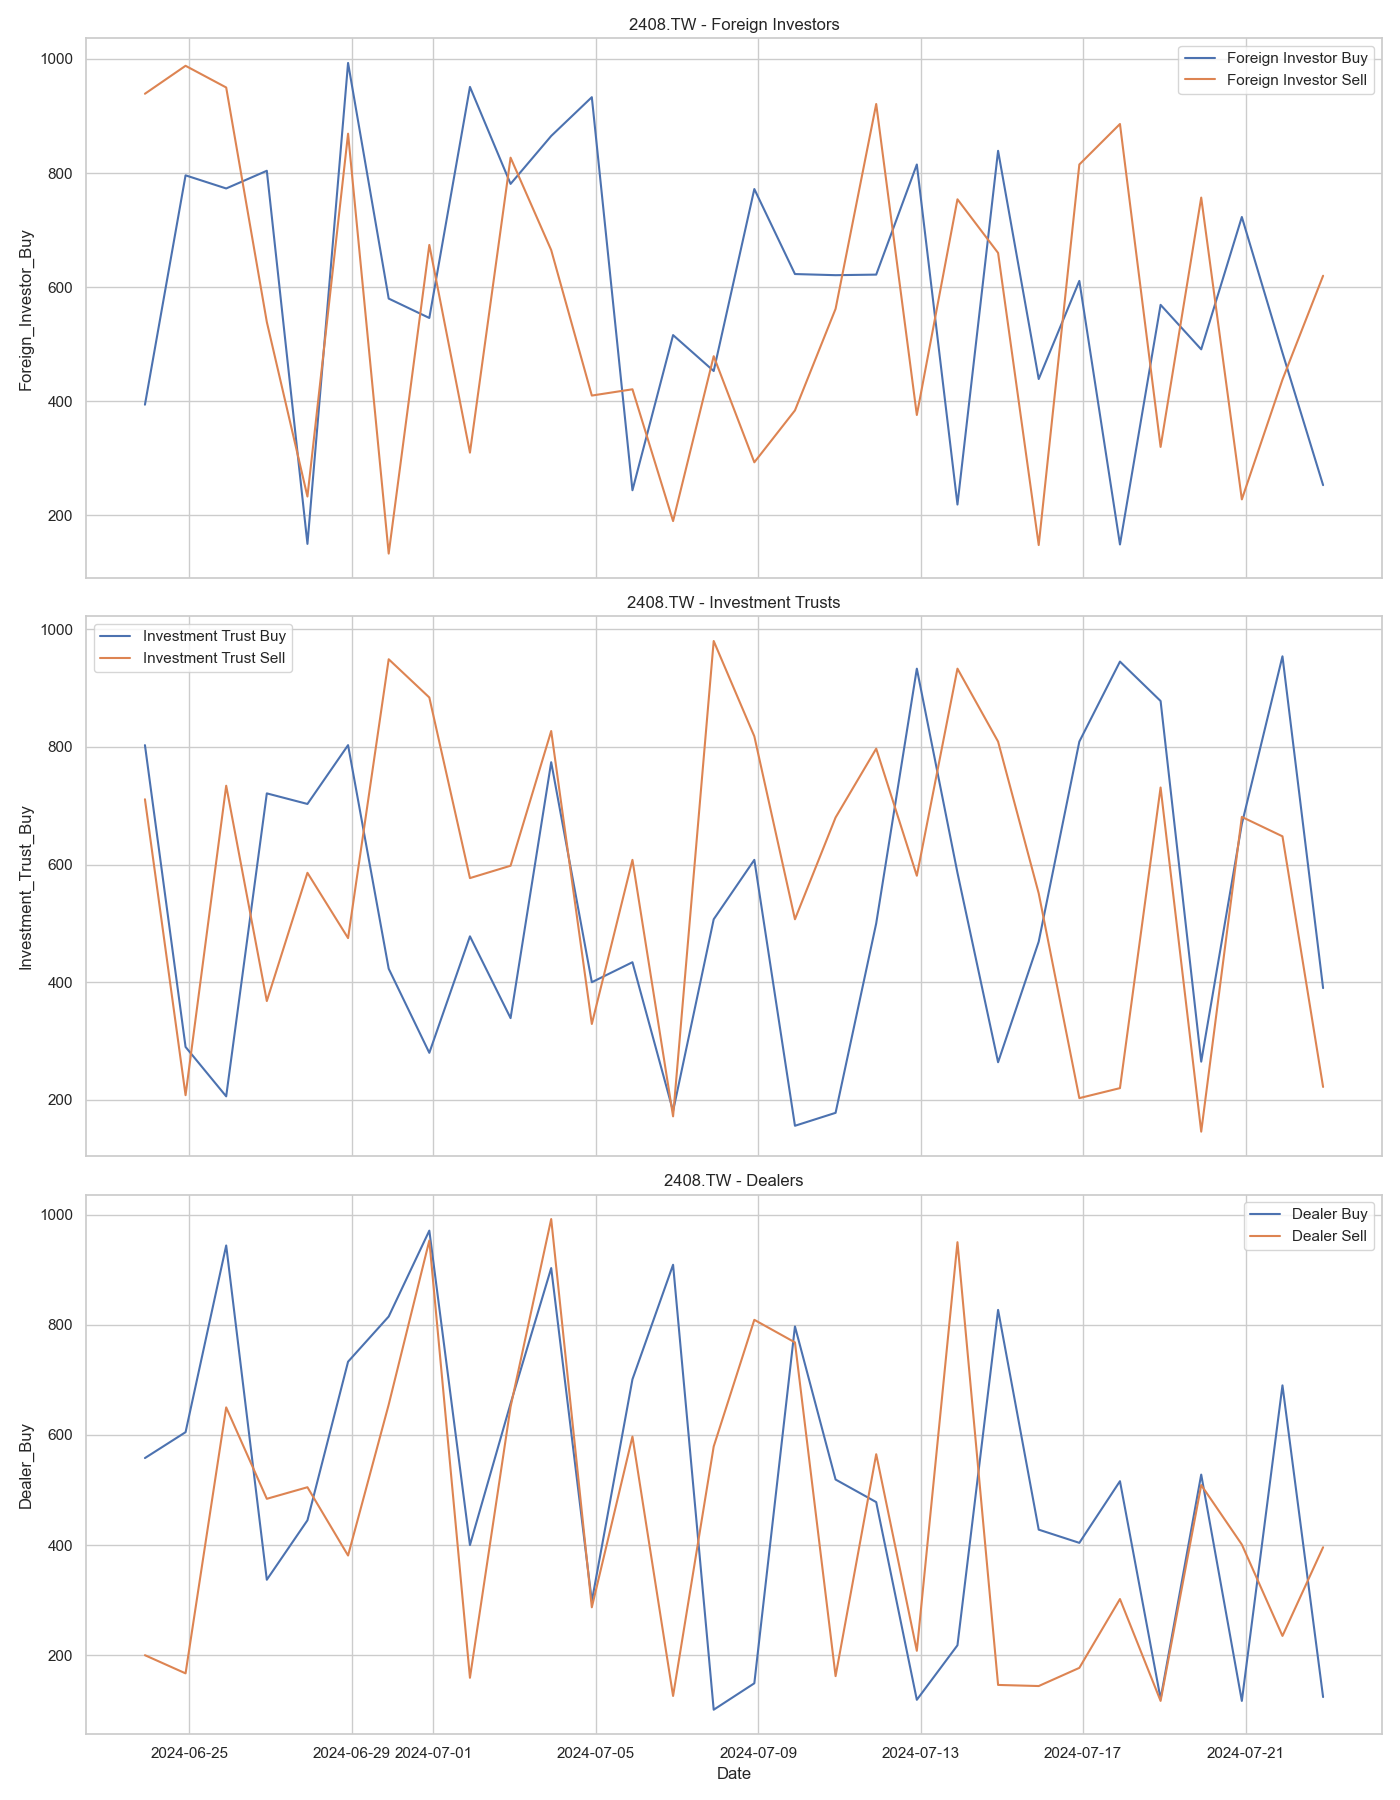 2408.TW - Foreign Investors
Foreign Investor Buy
Foreign Investor Sell
Foreign_Investor_Buy
1000
800
600
400
200
2408.TW - Investment Trusts
Investment Trust Buy
Investment Trust Sell
Investment_Trust_Buy
1000
800
600
400
200
2408.TW - Dealers
Dealer Buy
Dealer Sell
Dealer_Buy
1000
800
600
400
200
2024-06-25 2024-06-29 2024-07-01 2024-07-05 2024-07-09 2024-07-13 2024-07-17 2024-07-21
Date